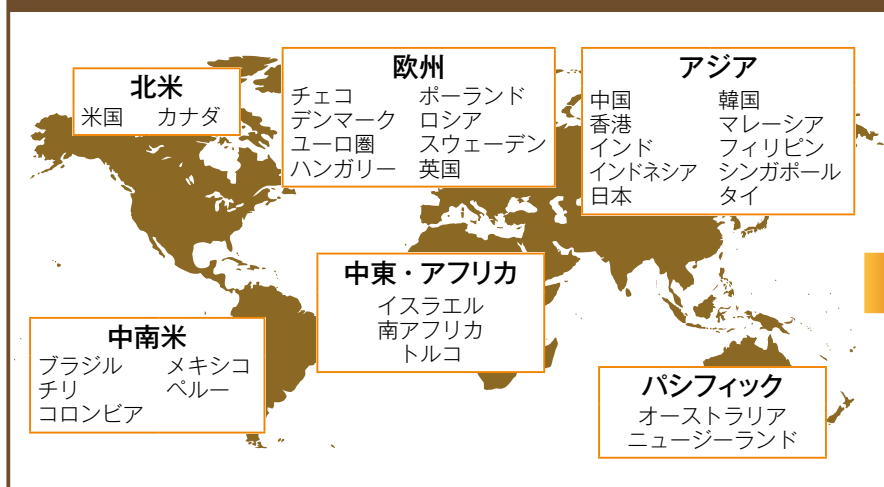 北米
米国 カナダ
欧州
チェコ ポーランド
デンマーク ロシア
ユーロ圏 スウェーデン
ハンガリー 英国
アジア
中国 韓国
香港 マレーシア
インド フィリピン
インドネシア シンガポール
日本 タイ
中東・アフリカ
イスラエル
南アフリカ
トルコ
中南米
ブラジル メキシコ
チリ ペルー
コロンビア
パシフィック
オーストラリア
ニュージーランド